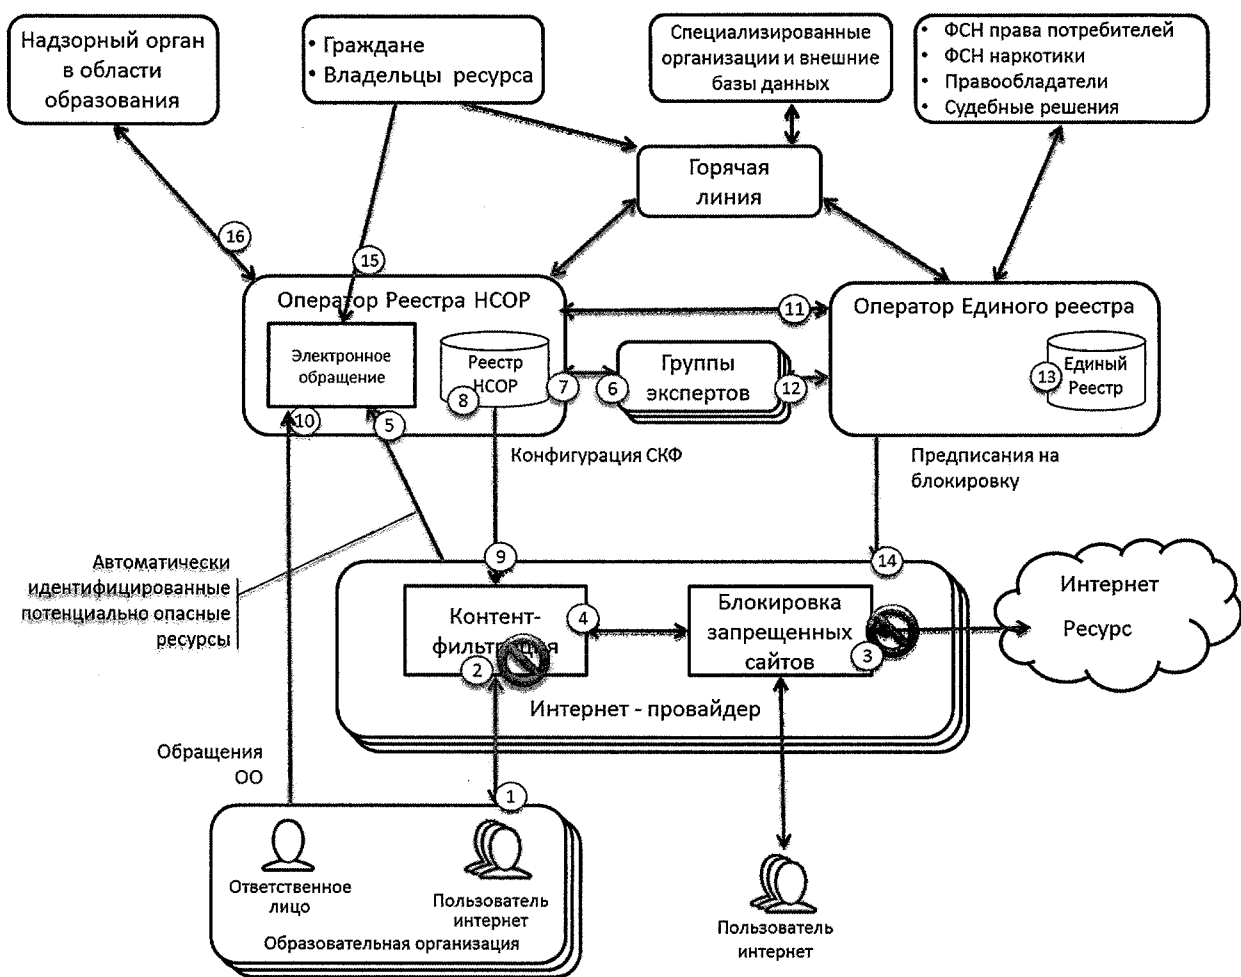 Надзорный орган
в области
образования
• Граждане
• Владельцы ресурса
Специализированные
организации и внешние
базы данных
• ФСН права потребителей
• ФСН наркотики
• Правообладатели
• Судебные решения
Горячая
линия
16
15
Оператор Реестра НСОР
11
Оператор Единого реестра
Электронное
обращение
Реестр
НСОР
8
7
6
Группы
экспертов
12
13
Единый
Реестр
10
5
Конфигурация СКФ
Предписания на
блокировку
Автоматически
идентифицированные
потенциально опасные
ресурсы
9
14
Контент-
фильтрация
4
2
Блокировка
запрещенных
сайтов
3
Интернет
Ресурс
Интернет - провайдер
Обращения
ОО
1
Ответственное
лицо
Пользователь
интернет
Образовательная организация
Пользователь
интернет